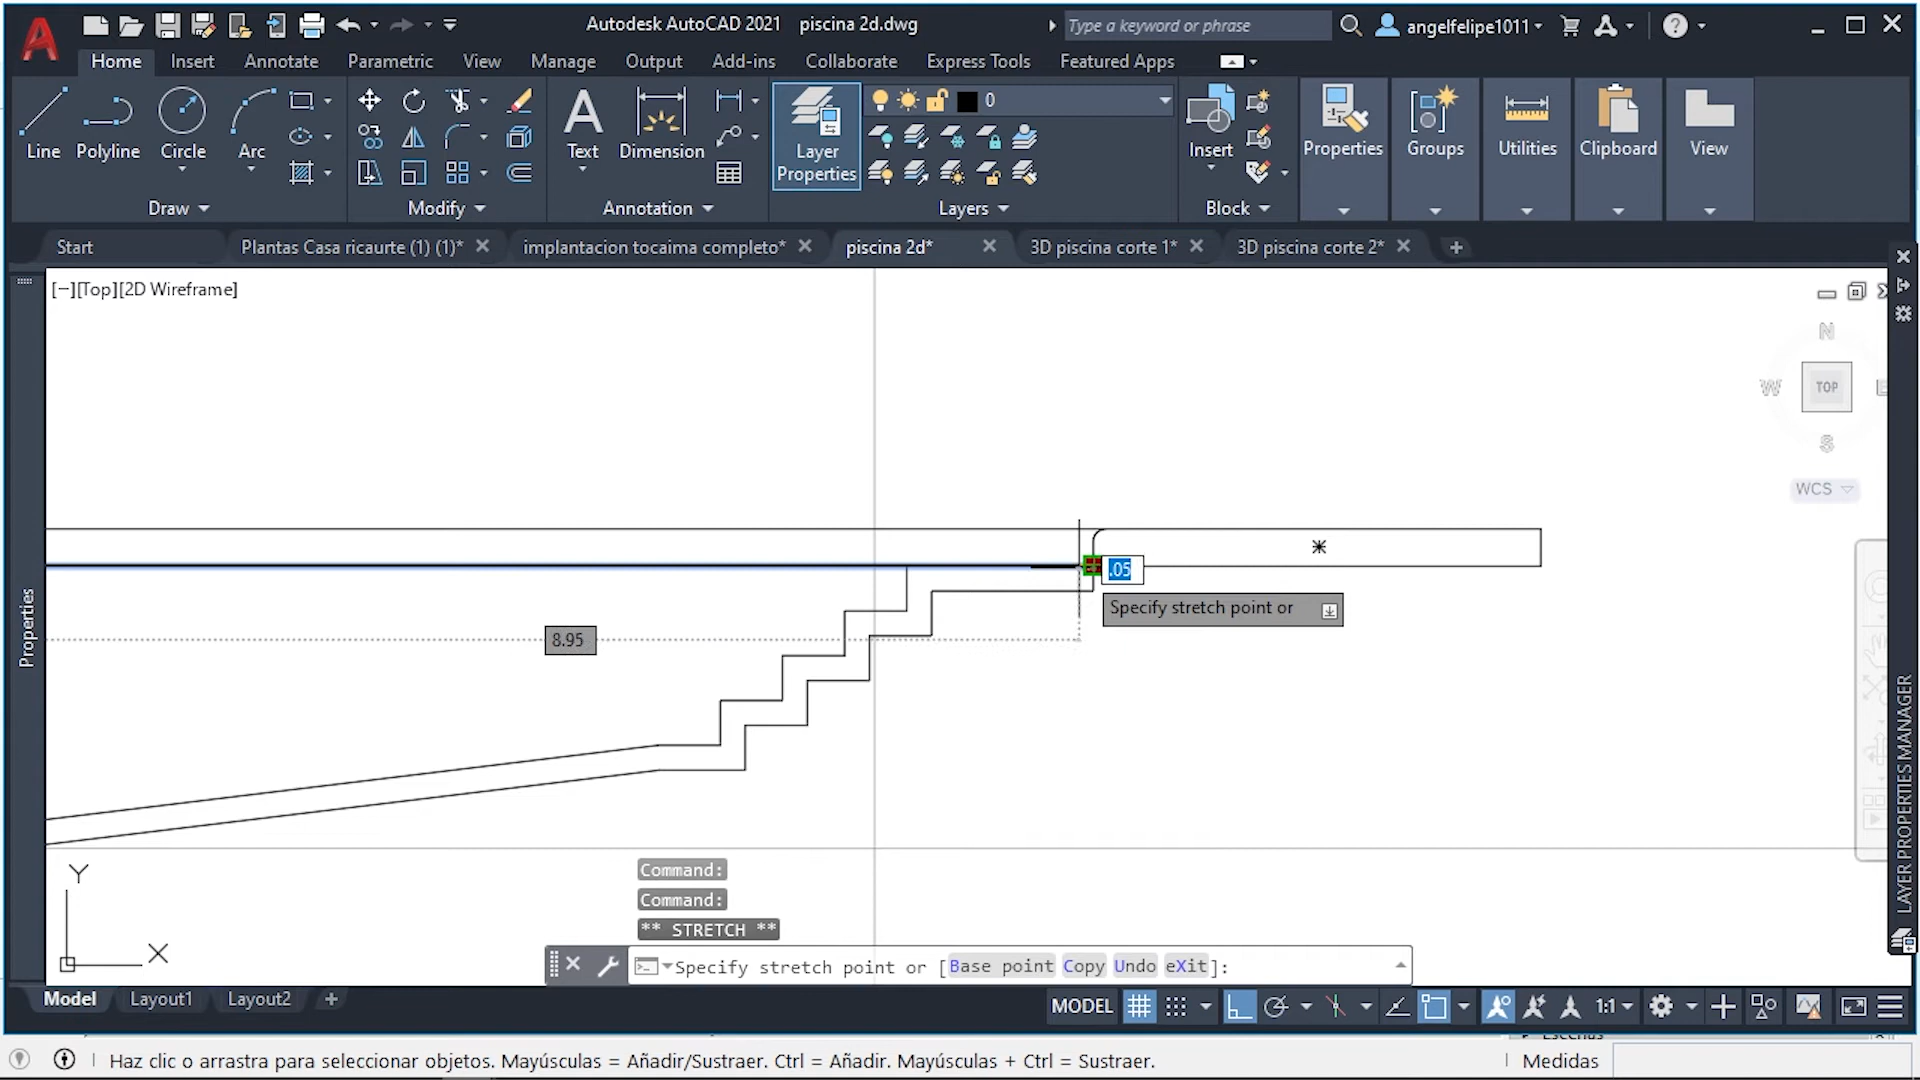 Autodesk AutoCAD 2021 piscina 2d.dwg
Type a keyword or phrase
angelfelipe1011
Home Insert Annotate Parametric View Manage Output Add-ins Collaborate Express Tools Featured Apps
Line Polyline Circle Arc
Text Dimension
Layer Properties
0
Insert
Properties Groups Utilities Clipboard View
Draw Modify Annotation Layers Block
Start Plantas Casa ricaurte (1) (1)* implantacion tocaima completo* piscina 2d* 3D piscina corte 1* 3D piscina corte 2*
[−][Top][2D Wireframe]
N
W TOP E
S
WCS
.05
Specify stretch point or
8.95
Properties
LAYER PROPERTIES MANAGER
Y
X
Command:
Command:
** STRETCH **
Specify stretch point or [Base point Copy Undo eXit]:
Model Layout1 Layout2
MODEL 1:1
Haz clic o arrastra para seleccionar objetos. Mayúsculas = Añadir/Sustraer. Ctrl = Añadir. Mayúsculas + Ctrl = Sustraer.
Medidas